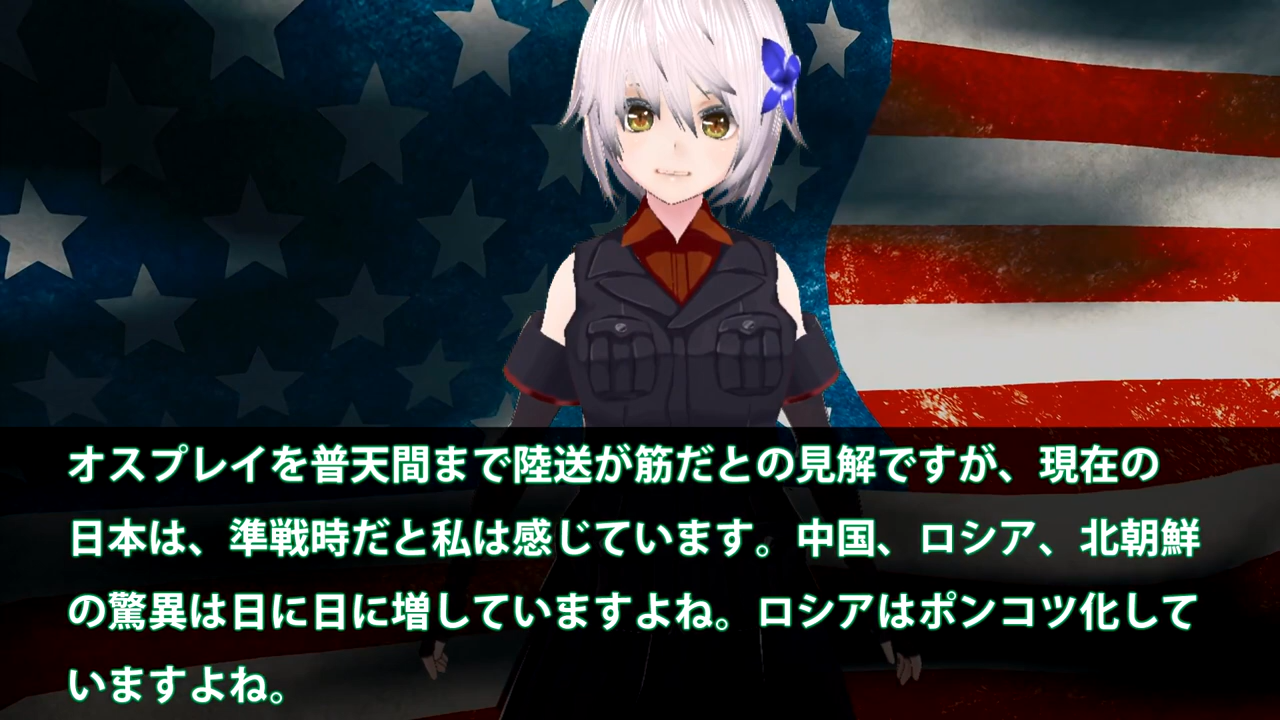 オスプレイを普天間まで陸送が筋だとの見解ですが、現在の
日本は、準戦時だと私は感じています。中国、ロシア、北朝鮮
の驚異は日に日に増していますよね。ロシアはポンコツ化して
いますよね。